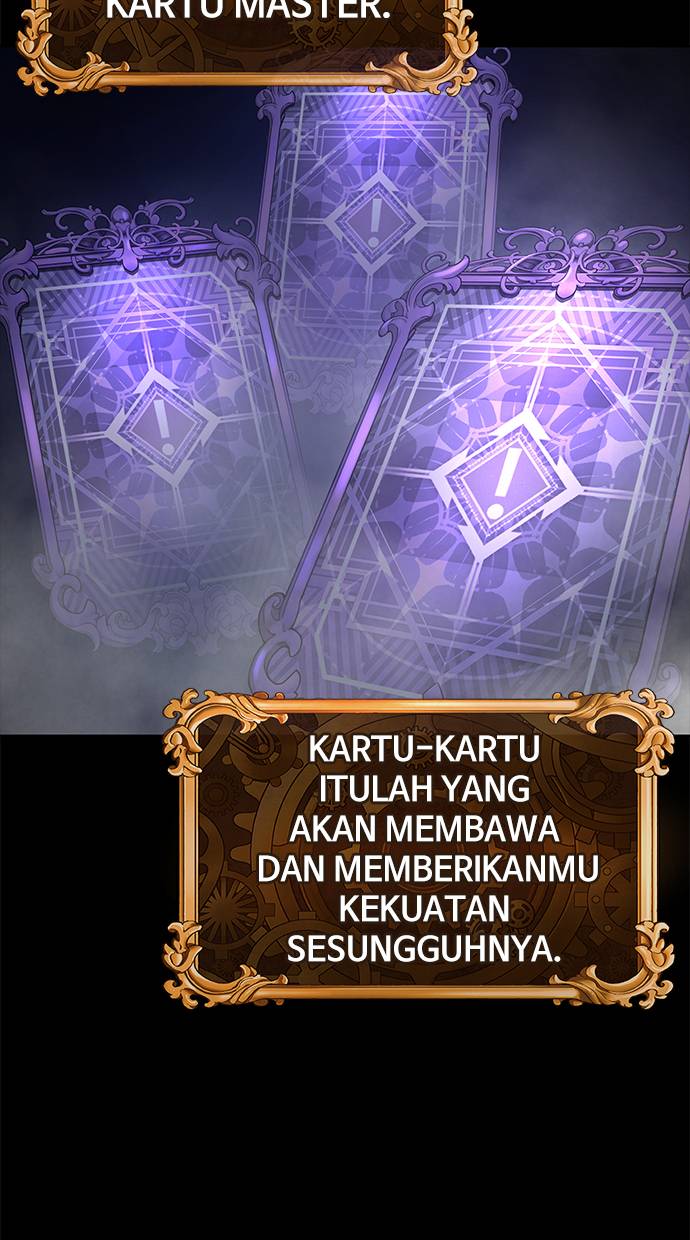 KARTU MASTER.
!
!
!
KARTU-KARTU
ITULAH YANG
AKAN MEMBAWA
DAN MEMBERIKANMU
KEKUATAN
SESUNGGUHNYA.